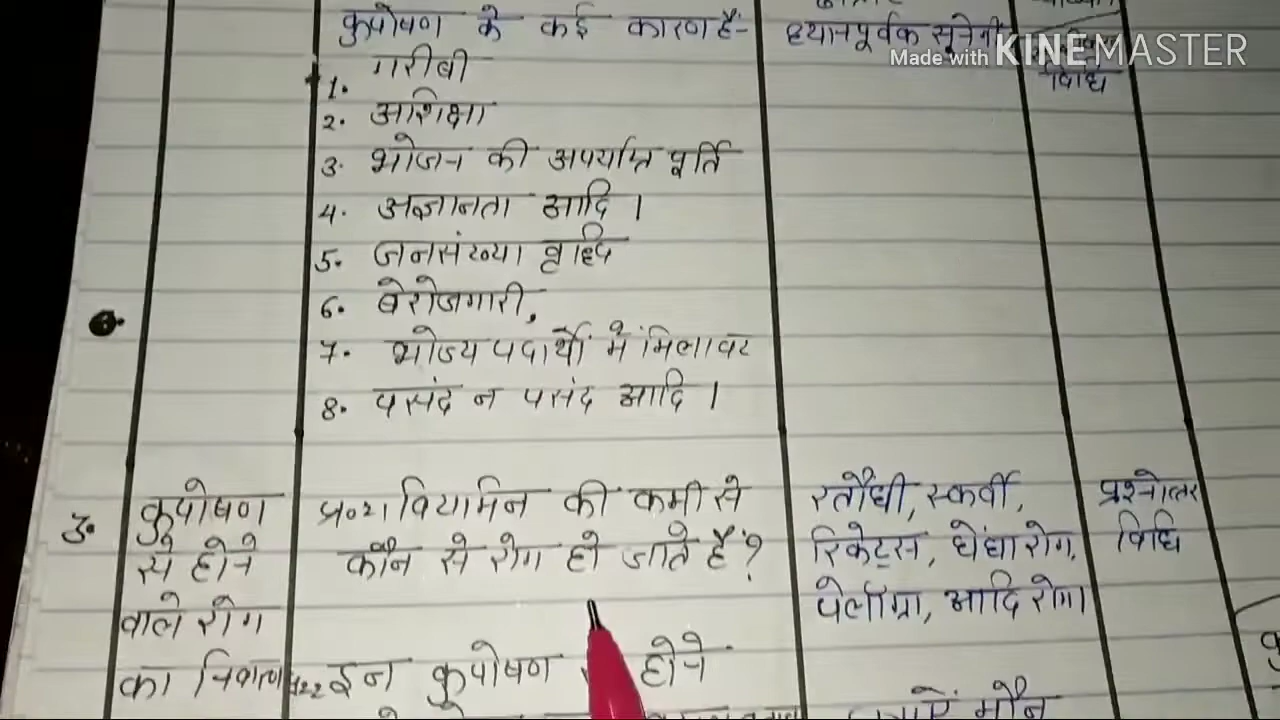 कुपोषण के कई कारण हैं-
1. गरीबी
2. अशिक्षा
3. भोजन की अपर्याप्त पूर्ति
4. अज्ञानता आदि ।
5. जनसंख्या वृद्धि
6. बेरोजगारी,
7. भोज्य पदार्थों में मिलावट
8. पसंद न पसंद आदि ।
ध्यानपूर्वक सुनेगी
विधि
Made with KINEMASTER
3. कुपोषण
से होने
वाले रोग
का
प्र०२१ विटामिन की कमी से
कौन से रोग हो जाते हैं?
इन कुपोषण होने
रतौंधी, स्कर्वी,
रिकेट्स, घेंघा रोग,
पेलाग्रा, आदि रोग।
मौन
प्रश्नोत्तर
विधि